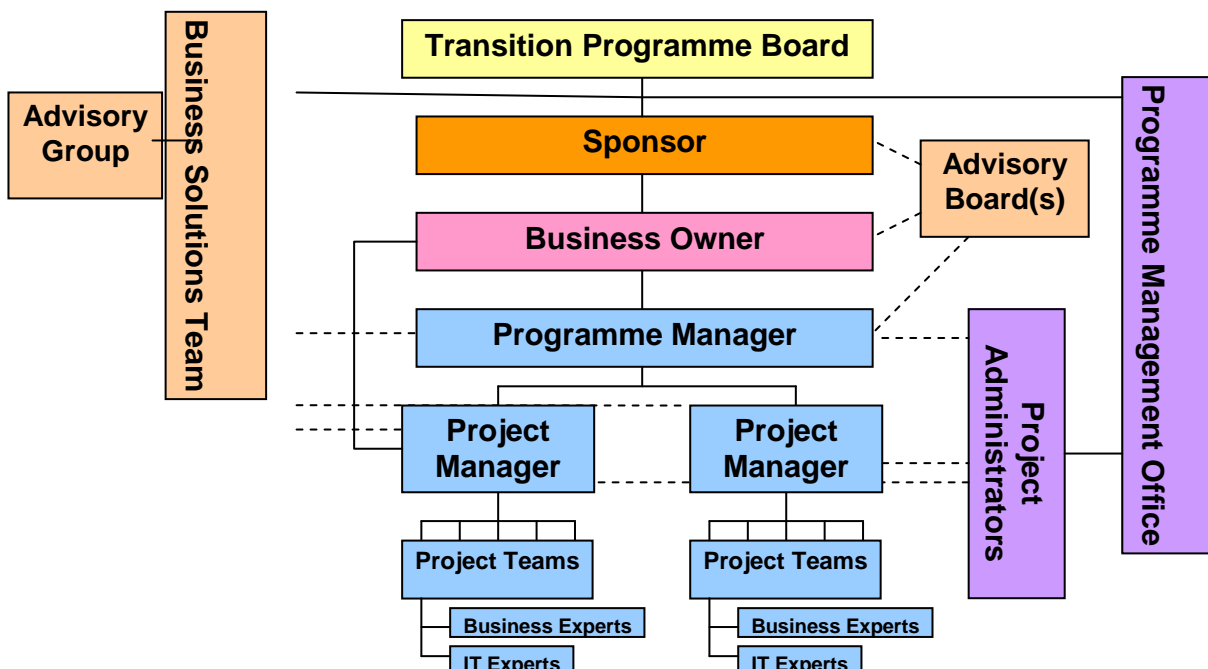 Transition Programme Board
Business Solutions Team
Advisory
Group
Sponsor
Advisory
Board(s)
Programme Management Office
Business Owner
Programme Manager
Project
Administrators
Project
Manager
Project
Manager
Project Teams
Project Teams
Business Experts
Business Experts
IT Experts
IT Experts